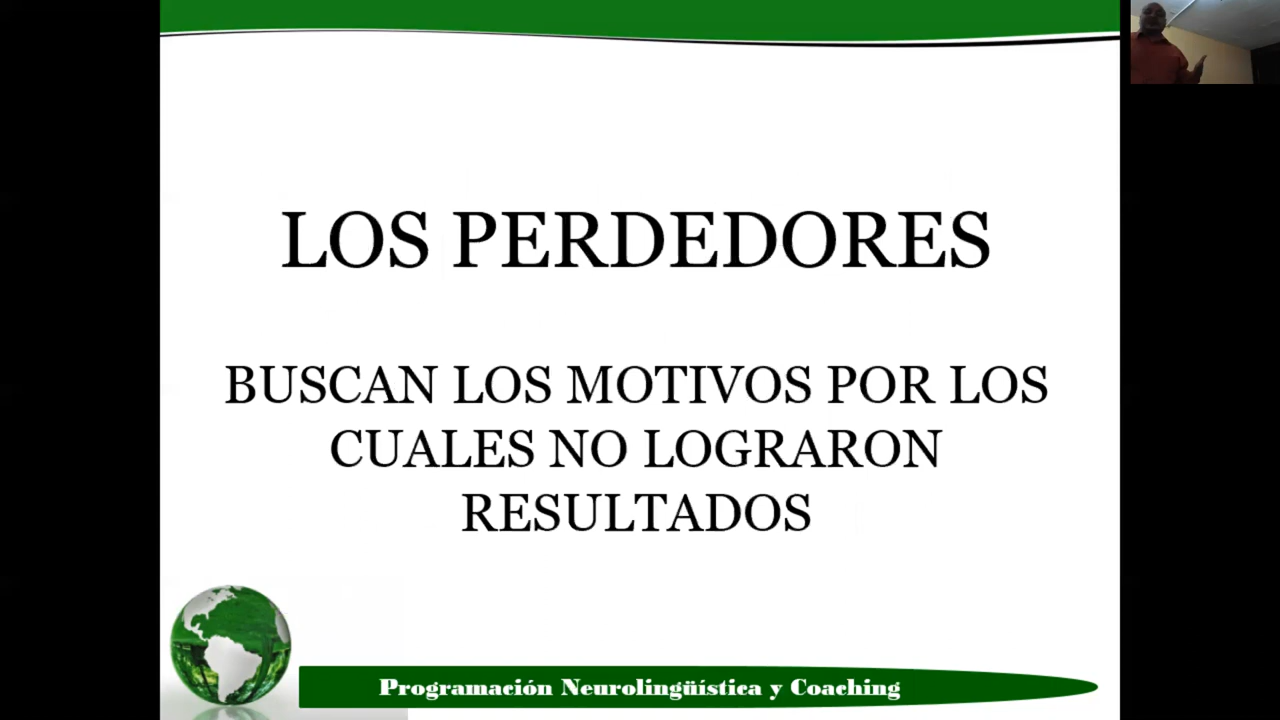 LOS PERDEDORES
BUSCAN LOS MOTIVOS POR LOS
CUALES NO LOGRARON
RESULTADOS
Programación Neurolingüística y Coaching